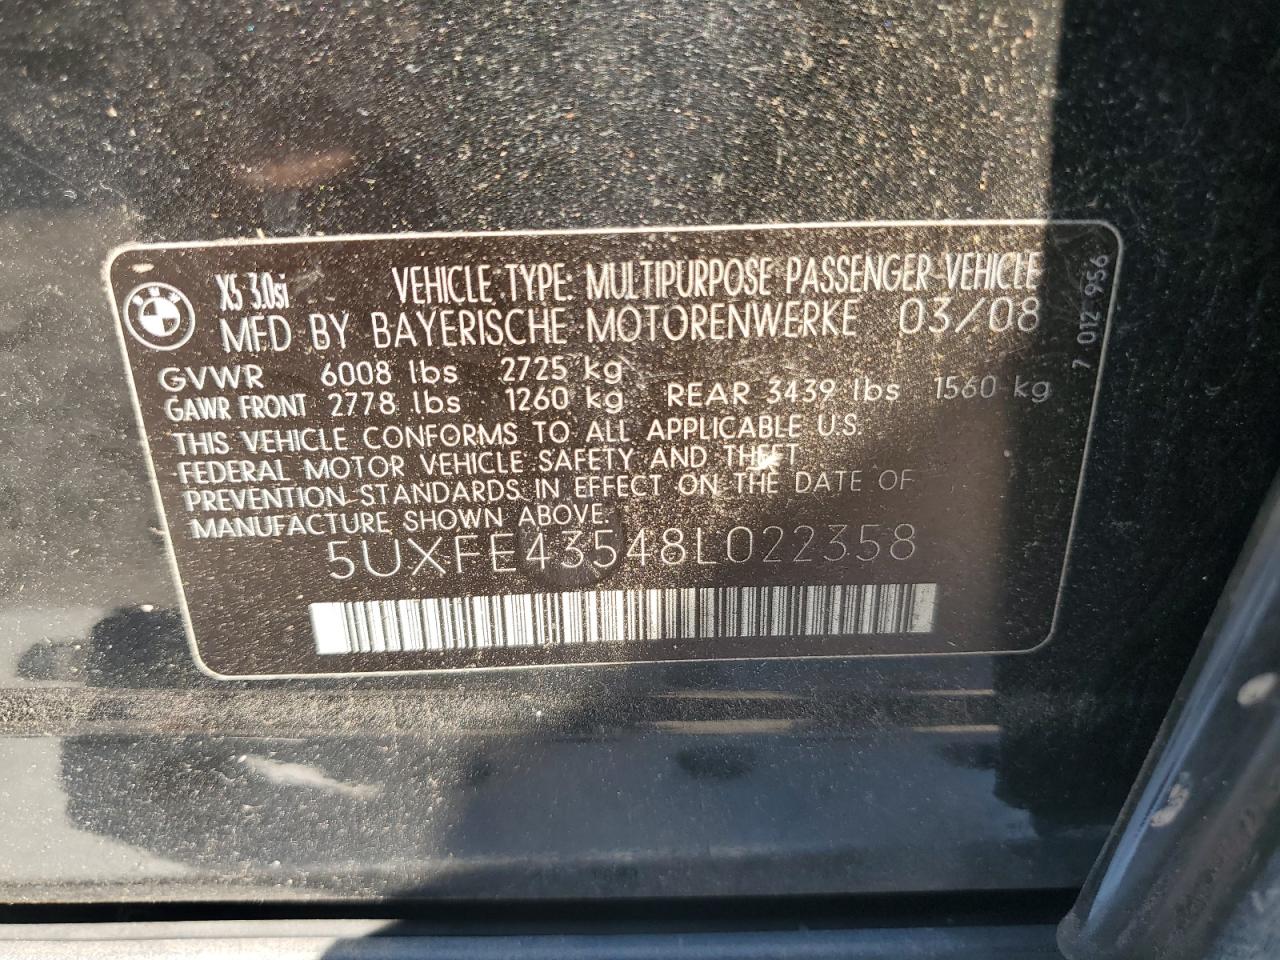 X5 3.0si VEHICLE TYPE: MULTIPURPOSE PASSENGER VEHICLE
MFD BY BAYERISCHE MOTORENWERKE 03/08
GVWR 6008 lbs 2725 kg
GAWR FRONT 2778 lbs 1260 kg REAR 3439 lbs 1560 kg
THIS VEHICLE CONFORMS TO ALL APPLICABLE U.S.
FEDERAL MOTOR VEHICLE SAFETY AND THEFT
PREVENTION STANDARDS IN EFFECT ON THE DATE OF
MANUFACTURE SHOWN ABOVE.
5UXFE43548L022358
7 012 956
BMW